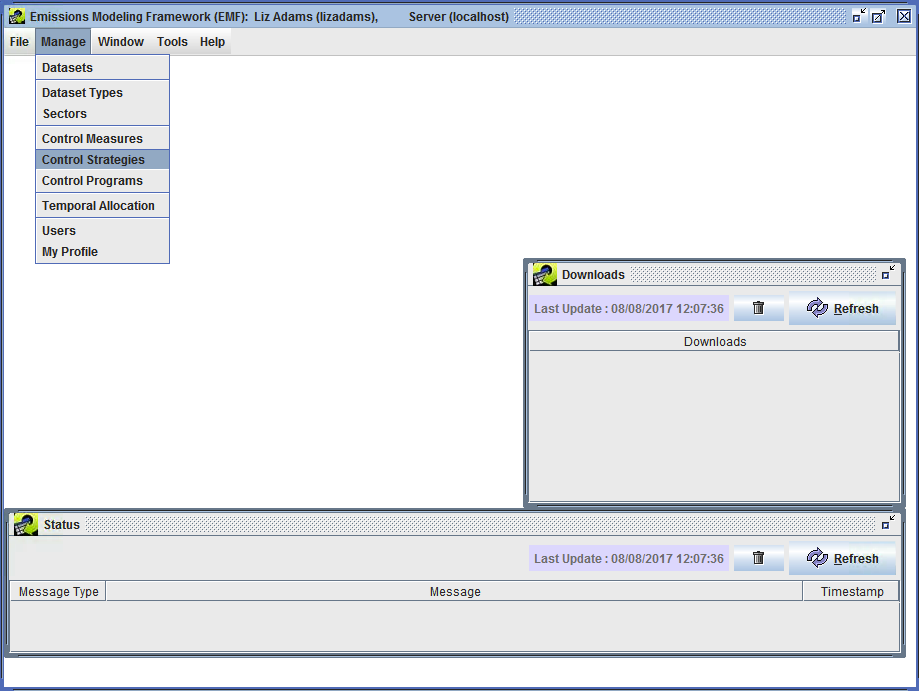 Emissions Modeling Framework (EMF): Liz Adams (lizadams), Server (localhost)
File Manage Window Tools Help
Datasets
Dataset Types
Sectors
Control Measures
Control Strategies
Control Programs
Temporal Allocation
Users
My Profile
Downloads
Last Update : 08/08/2017 12:07:36 Refresh
Downloads
Status
Last Update : 08/08/2017 12:07:36 Refresh
Message Type Message Timestamp